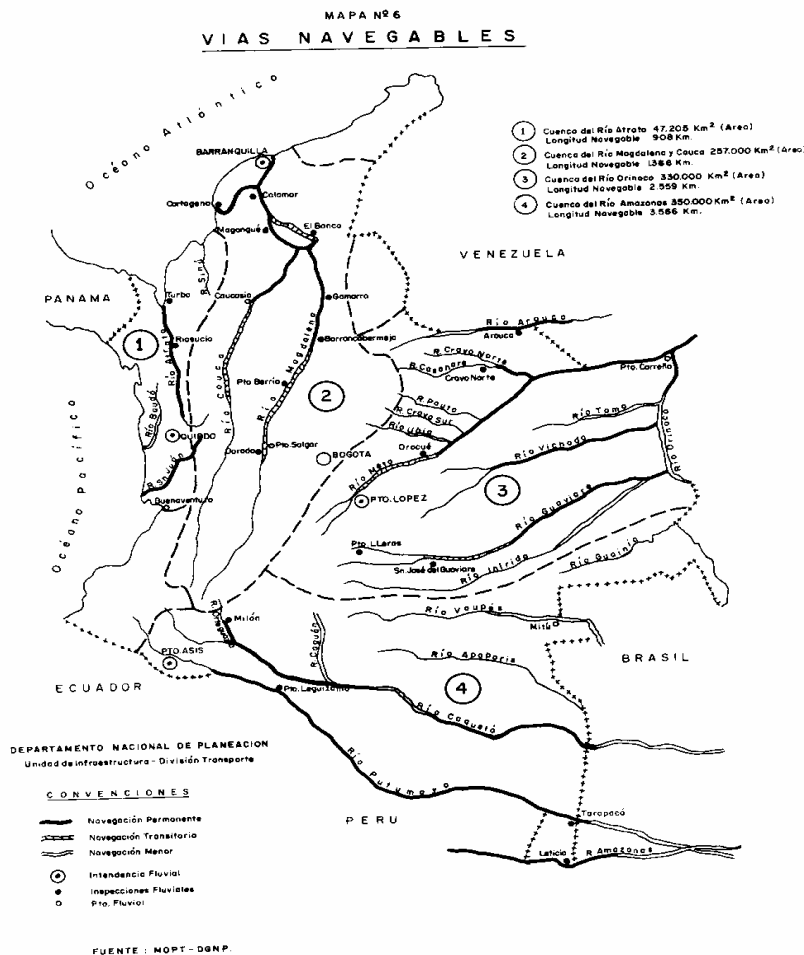 MAPA Nº 6
VIAS NAVEGABLES
Océano Atlántico
1 Cuenca del Río Atrato 47.205 Km² (Area)
Longitud Navegable 908 Km.
2 Cuenca del Río Magdalena y Cauca 257.000 Km² (Area)
Longitud Navegable 1.366 Km.
3 Cuenca del Río Orinoco 330.000 Km² (Area)
Longitud Navegable 2.559 Km.
4 Cuenca del Río Amazonas 350.000 Km² (Area)
Longitud Navegable 3.566 Km.
BARRANQUILLA
Calamar
Cartagena
Magangué
El Banco
VENEZUELA
R. Sinú
PANAMA
Turbo
Caucasia
Gamarra
Río Arauca
Arauca
1
Riosucio
Río Atrato
Barrancabermeja
R. Cravo Norte
R. Casanare
Cravo Norte
Pto. Carreño
Río Cauca
Pto Berrío
Río Magdalena
2
R. Pauto
R. Cravo Sur
Río Tomo
Río Baudó
QUIBDO
Río Vichada
Río Orinoco
Orocué
Dorada
Pto. Salgar
BOGOTA
Río Meta
3
Océano Pacífico
Buenaventura
PTO. LOPEZ
Río Guaviare
Pto. LLeras
Sn. José del Guaviare
Río Inírida
Río Guainía
Milán
Río Vaupés
Mitú
R. Caguán
Río Apaporis
BRASIL
PTO. ASIS
ECUADOR
Pto. Leguízamo
4
Río Caquetá
Río Putumayo
PERU
Tarapacá
Leticia
R. Amazonas
DEPARTAMENTO NACIONAL DE PLANEACION
Unidad de Infraestructura - División Transporte
CONVENCIONES
Navegación Permanente
Navegación Transitoria
Navegación Menor
Intendencia Fluvial
Inspecciones Fluviales
Pto. Fluvial
FUENTE : MOPT - DGNP.